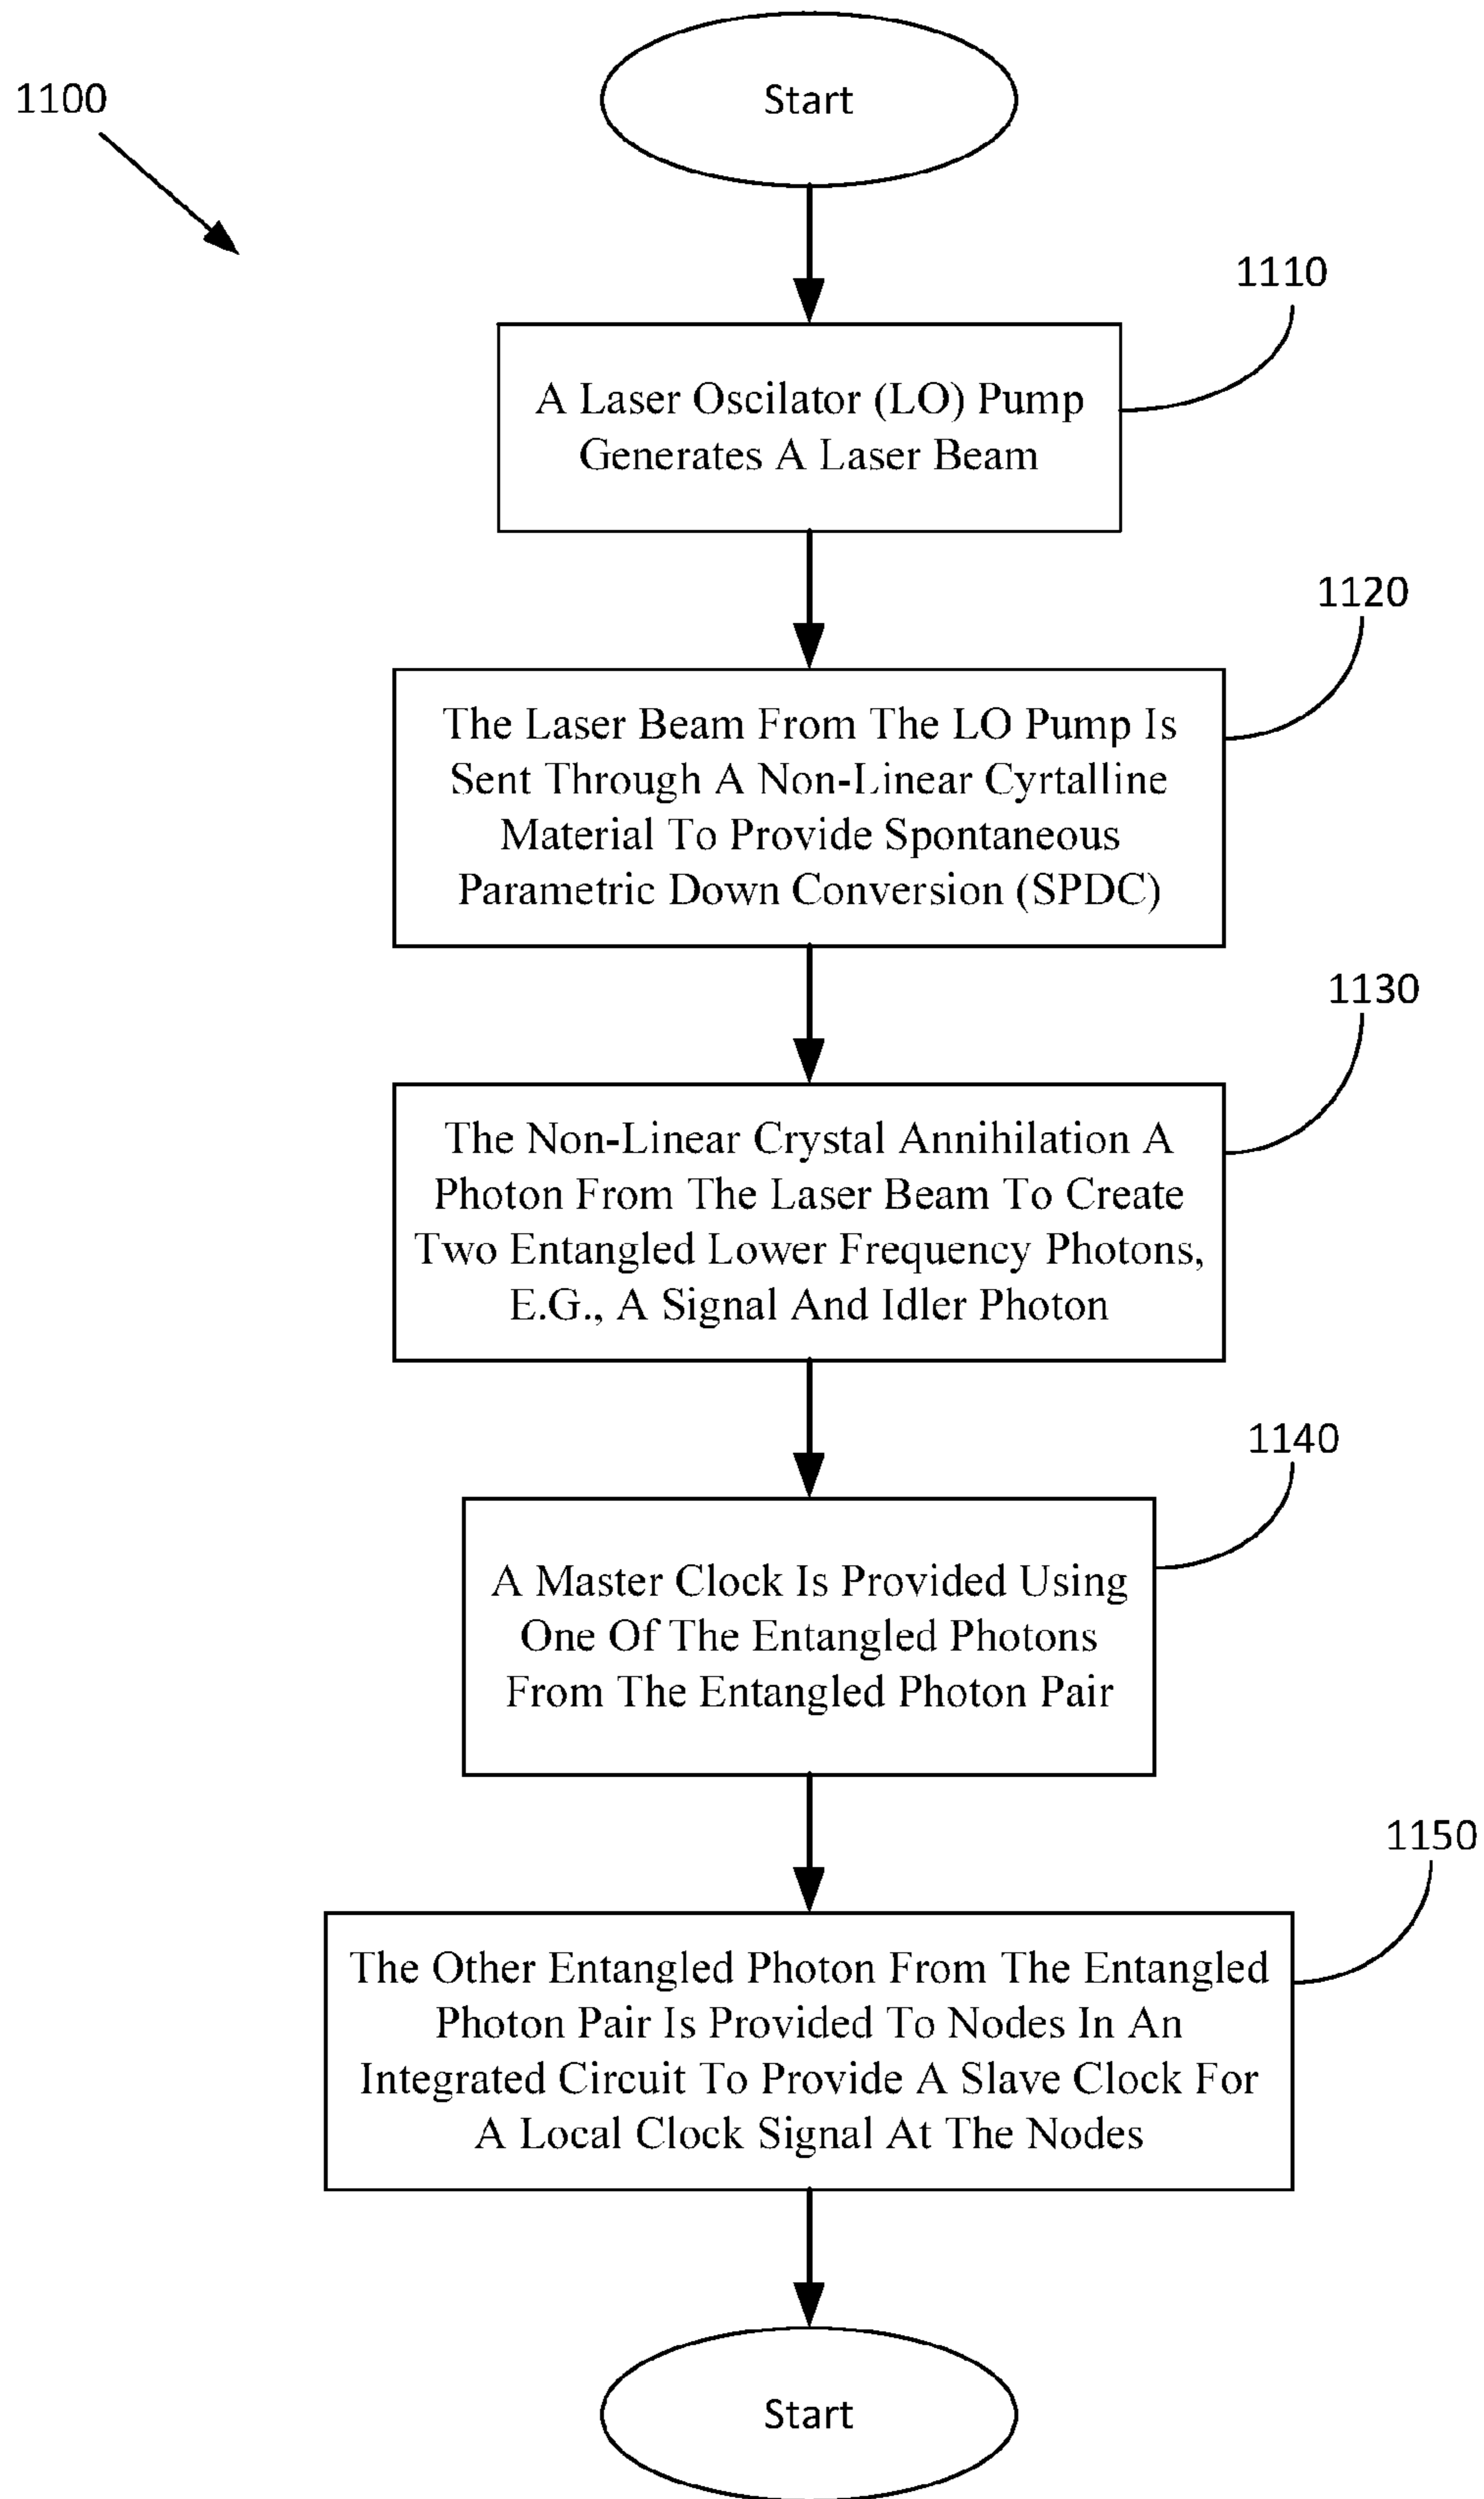 Start
1100
1110
A Laser Oscilator (LO) Pump
Generates A Laser Beam
1120
The Laser Beam From The LO Pump Is
Sent Through A Non-Linear Cyrtalline
Material To Provide Spontaneous
Parametric Down Conversion (SPDC)
1130
The Non-Linear Crystal Annihilation A
Photon From The Laser Beam To Create
Two Entangled Lower Frequency Photons,
E.G., A Signal And Idler Photon
1140
A Master Clock Is Provided Using
One Of The Entangled Photons
From The Entangled Photon Pair
1150
The Other Entangled Photon From The Entangled
Photon Pair Is Provided To Nodes In An
Integrated Circuit To Provide A Slave Clock For
A Local Clock Signal At The Nodes
Start